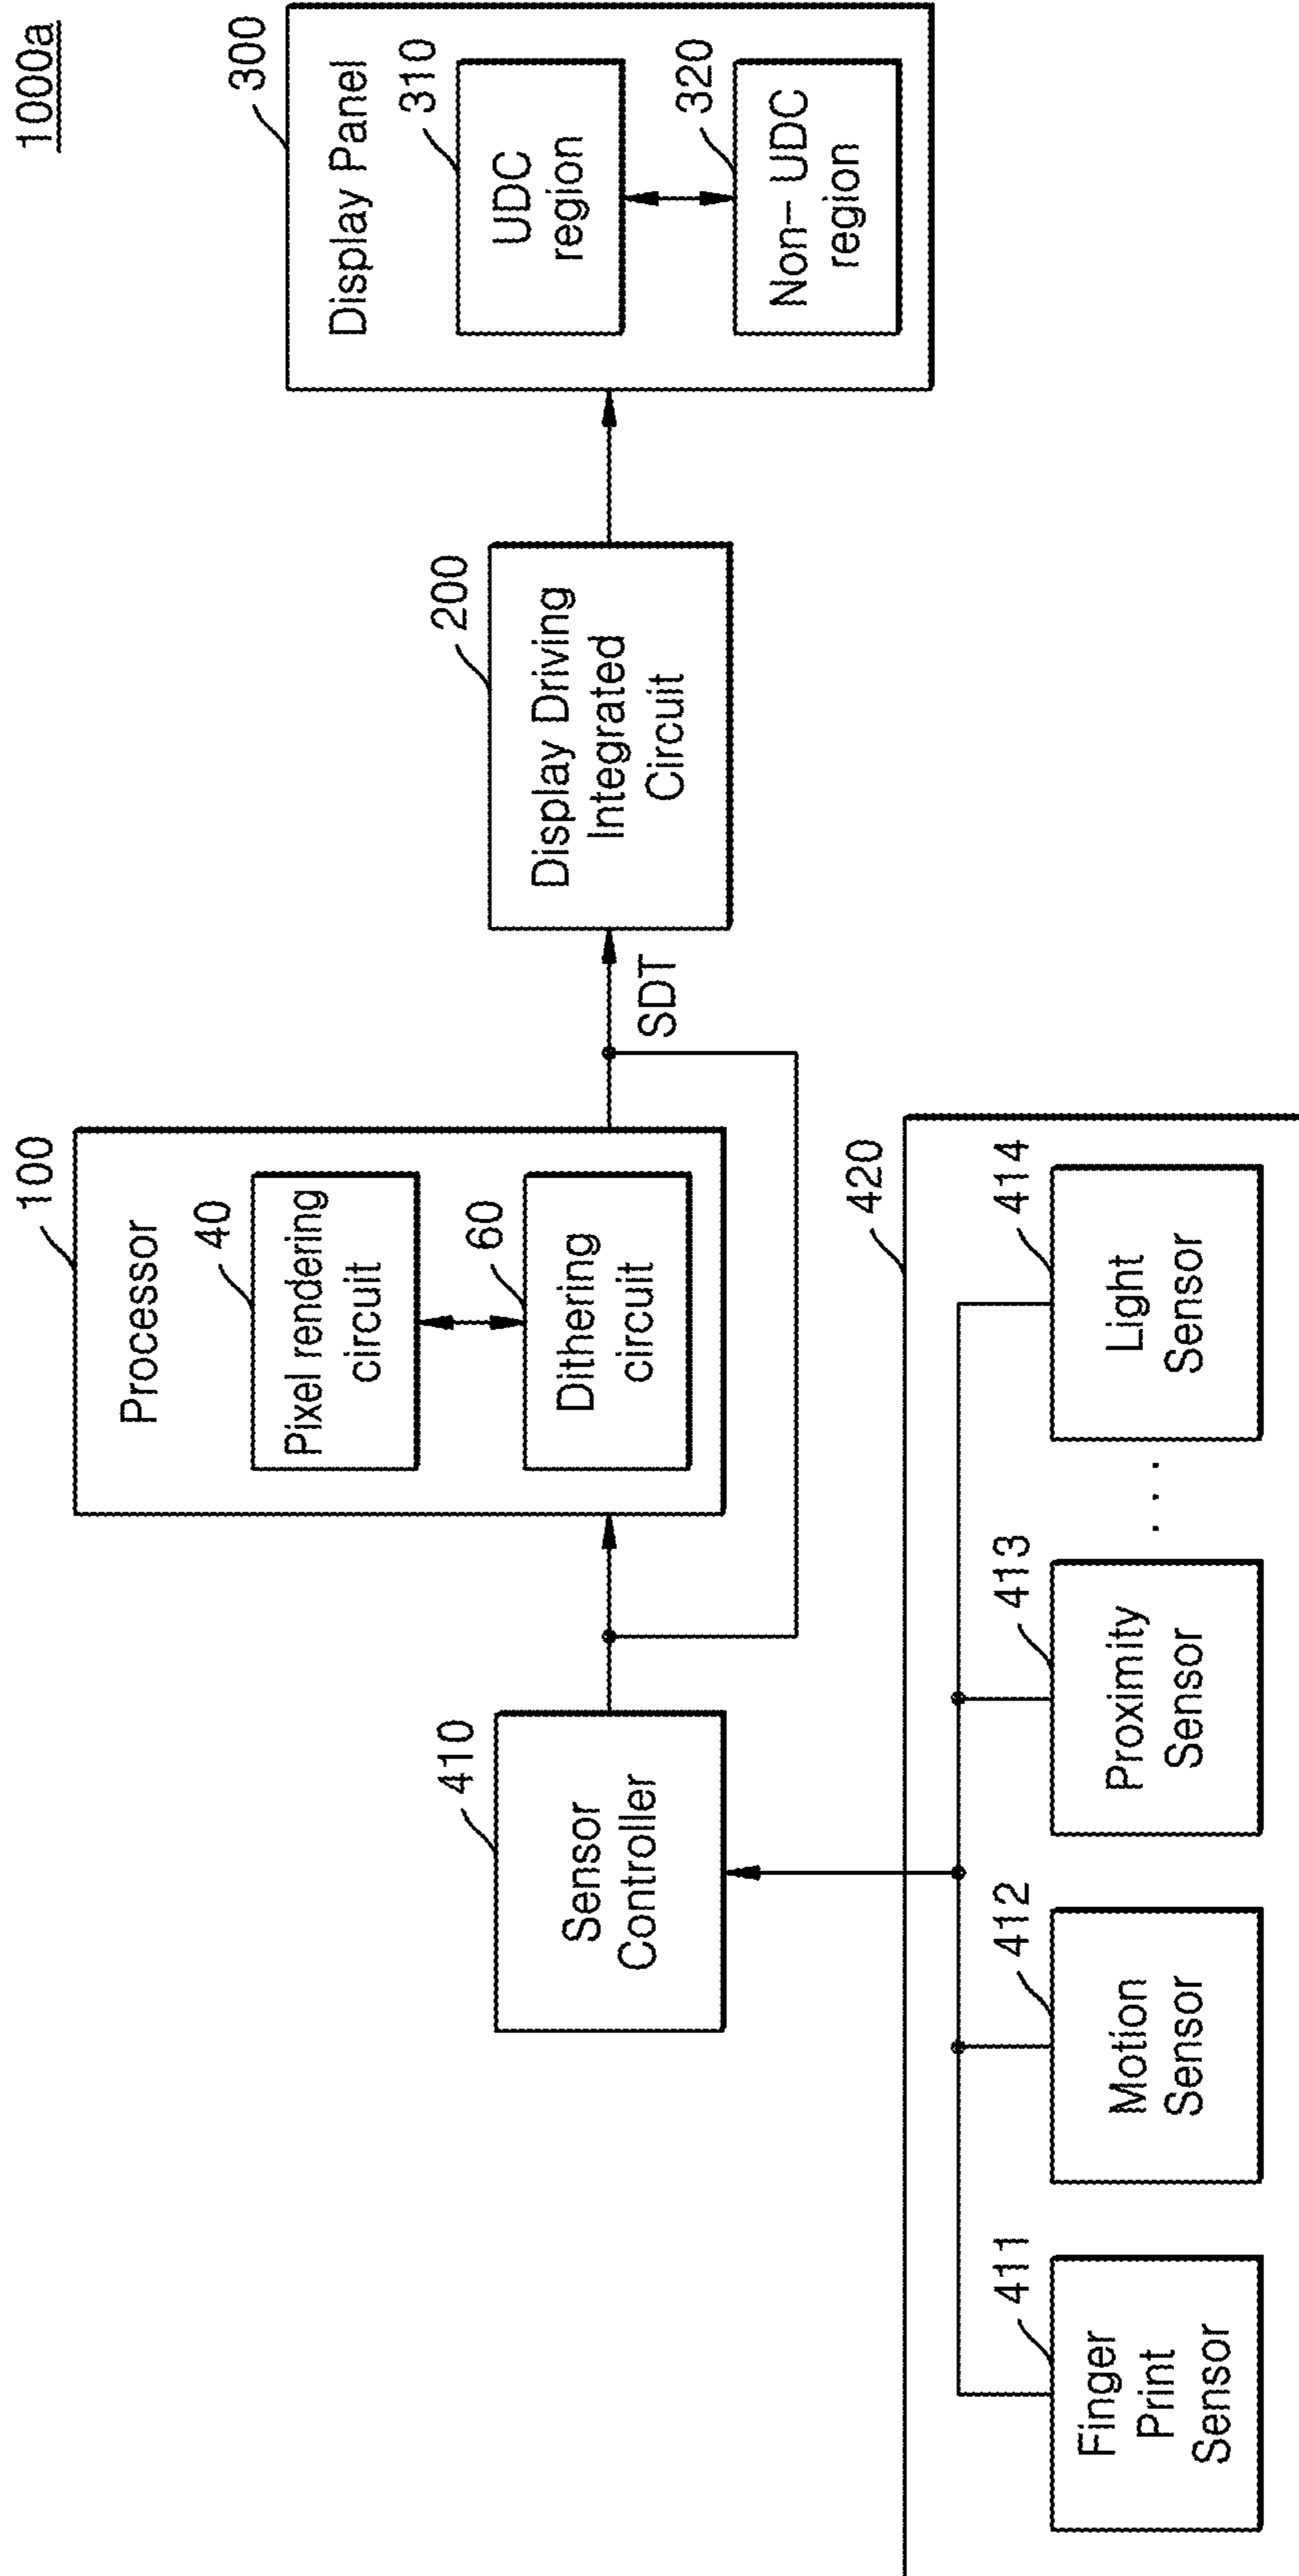 1000a
100
Processor
40
Pixel rendering
circuit
60
Dithering
circuit
SDT
200
Display Driving
Integrated
Circuit
300
Display Panel
310
UDC
region
320
Non- UDC
region
410
Sensor
Controller
420
411
Finger
Print
Sensor
412
Motion
Sensor
413
Proximity
Sensor
. . .
414
Light
Sensor